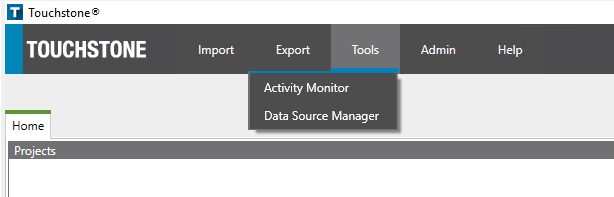 Touchstone®
TOUCHSTONE Import Export Tools Admin Help
Activity Monitor
Data Source Manager
Home
Projects